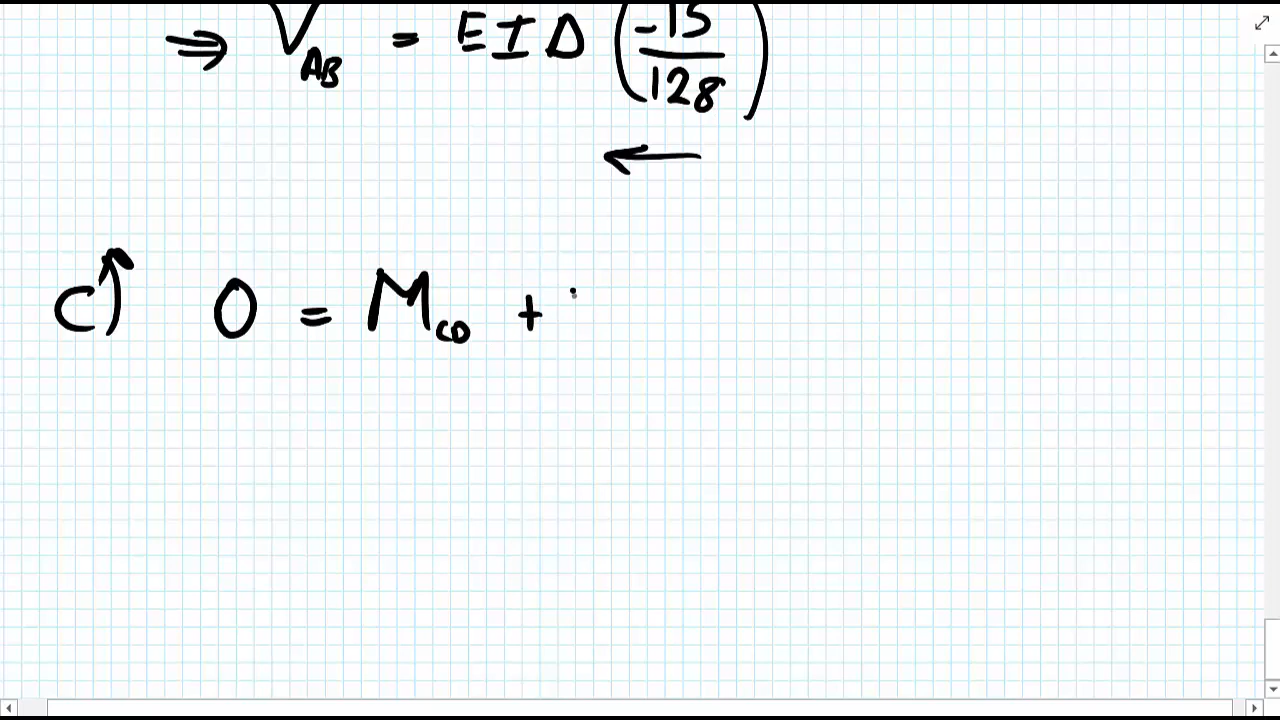 ⇒ V_AB = EIΔ (-15/128)
←
C↑ 0 = M_CD +